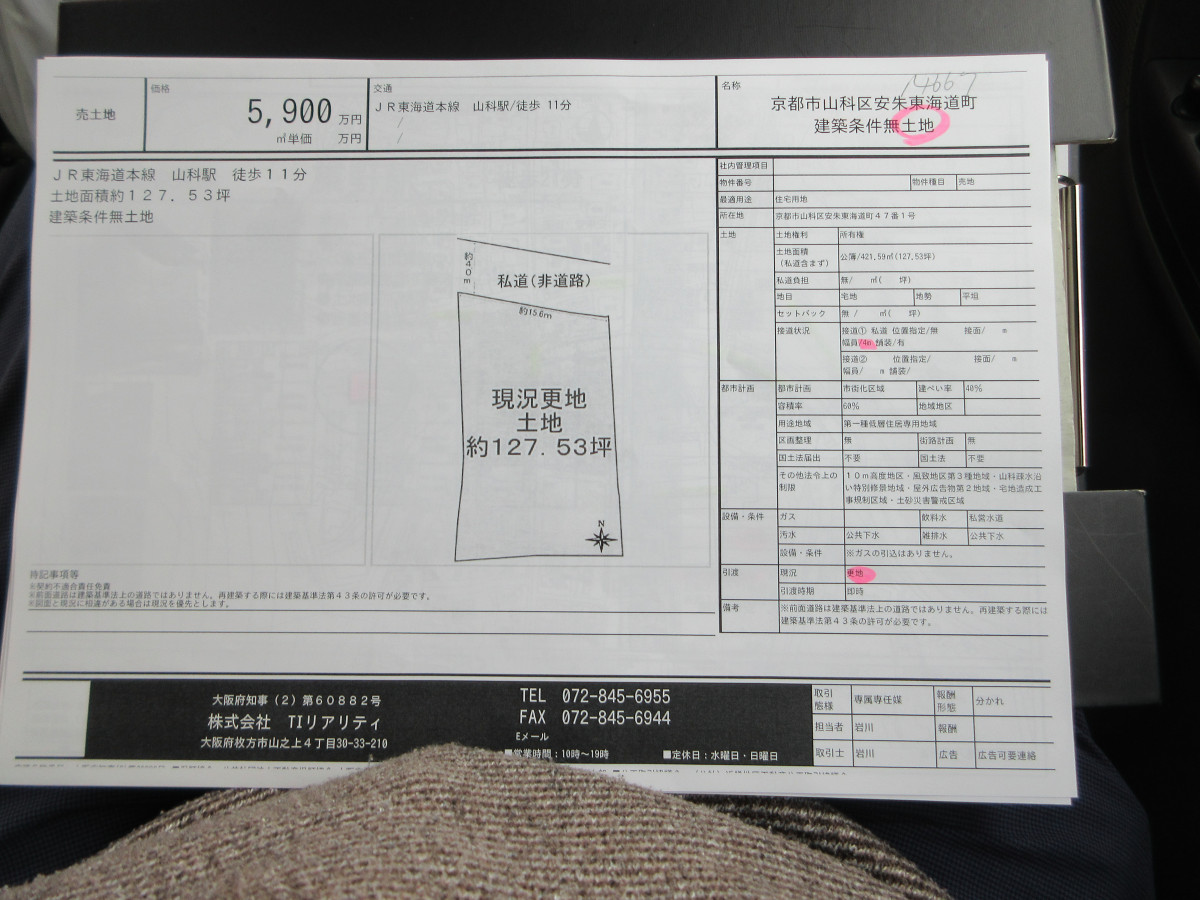 売土地
価格
5,900 万円
㎡単価 万円
交通
ＪＲ東海道本線 山科駅/徒歩 11分
/
/
名称
14667
京都市山科区安朱東海道町
建築条件無土地
ＪＲ東海道本線 山科駅 徒歩１１分
土地面積約１２７．５３坪
建築条件無土地
約4.0m
私道(非道路)
約15.6m
現況更地
土地
約127.53坪
N
特記事項等
※契約不適合責任免責
※前面道路は建築基準法上の道路ではありません。再建築する際には建築基準法第４３条の許可が必要です。
※図面と現況に相違がある場合は現況を優先とします。
社内管理項目
物件番号 物件種目 売地
最適用途 住宅用地
所在地 京都市山科区安朱東海道町４７番１号
土地 土地権利 所有権
土地面積 (私道含まず) 公簿/421.59㎡(127.53坪)
私道負担 無/ ㎡( 坪)
地目 宅地 地勢 平坦
セットバック 無 / ㎡( 坪)
接道状況 接道① 私道 位置指定/無 接面/ m
幅員/4m 舗装/有
接道② 位置指定/ 接面/ m
幅員/ m 舗装/
都市計画 都市計画 市街化区域 建ぺい率 40％
容積率 60％ 地域地区
用途地域 第一種低層住居専用地域
区画整理 無 街路計画 無
国土法届出 不要 国土法 不要
その他法令上の制限 １０ｍ高度地区・風致地区第３種地域・山科疎水沿
い特別修景地域・屋外広告物第２地域・宅地造成工
事規制区域・土砂災害警戒区域
設備・条件 ガス 飲料水 私営水道
汚水 公共下水 雑排水 公共下水
設備・条件 ※ガスの引込はありません。
引渡 現況 更地
引渡時期 即時
備考 ※前面道路は建築基準法上の道路ではありません。再建築する際には
建築基準法第４３条の許可が必要です。
大阪府知事（２）第６０８８２号
株式会社 TIリアリティ
大阪府枚方市山之上４丁目30-33-210
TEL 072-845-6955
FAX 072-845-6944
Eメール
■営業時間：10時〜19時 ■定休日：水曜日・日曜日
取引態様 専属専任媒 報酬形態 分かれ
担当者 岩川 報酬
取引士 岩川 広告 広告可要連絡